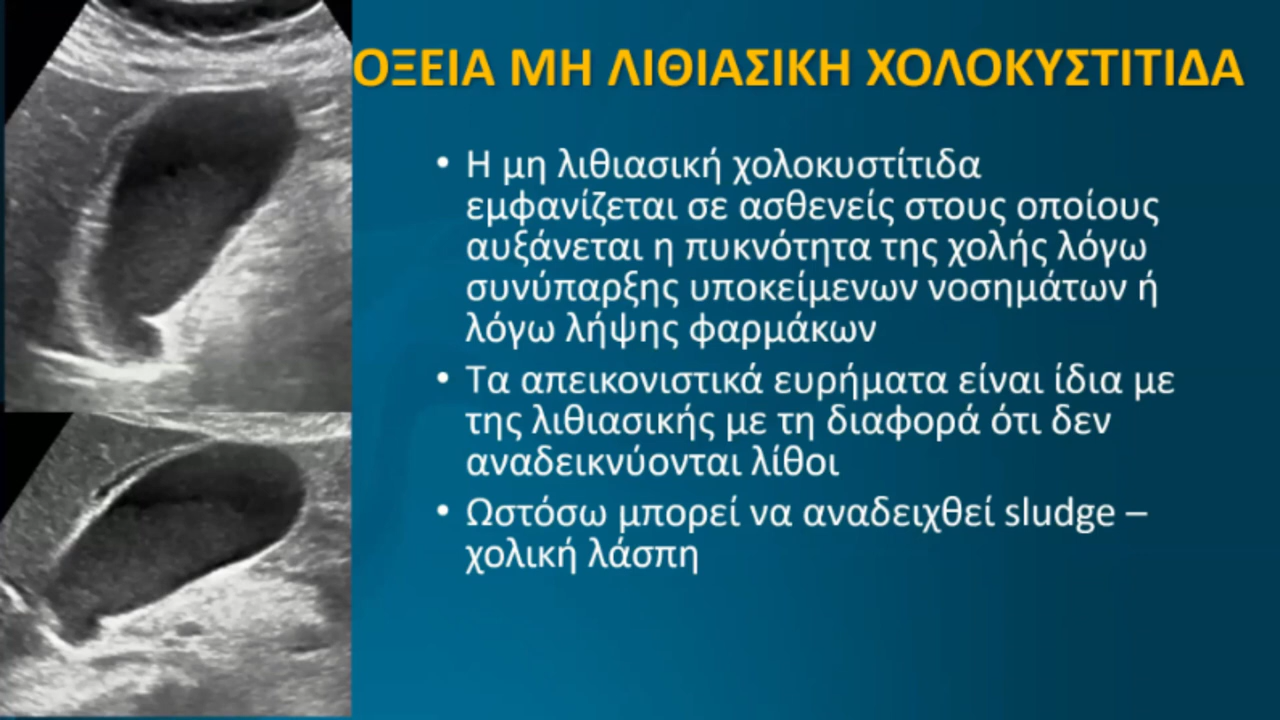 ΟΞΕΙΑ ΜΗ ΛΙΘΙΑΣΙΚΗ ΧΟΛΟΚΥΣΤΙΤΙΔΑ
• Η μη λιθιασική χολοκυστίτιδα
εμφανίζεται σε ασθενείς στους οποίους
αυξάνεται η πυκνότητα της χολής λόγω
συνύπαρξης υποκείμενων νοσημάτων ή
λόγω λήψης φαρμάκων
• Τα απεικονιστικά ευρήματα είναι ίδια με
της λιθιασικής με τη διαφορά ότι δεν
αναδεικνύονται λίθοι
• Ωστόσω μπορεί να αναδειχθεί sludge –
χολική λάσπη